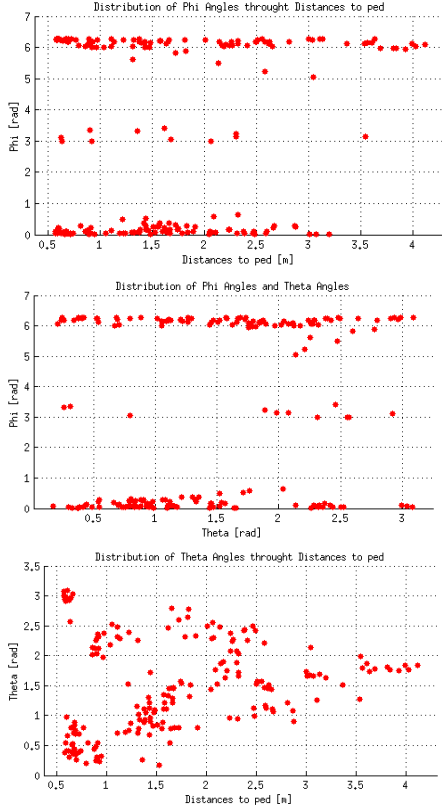 Distribution of Phi Angles throught Distances to ped
7
6
5
4
3
2
1
0
Phi [rad]
0.5 1 1.5 2 2.5 3 3.5 4
Distances to ped [m]
Distribution of Phi Angles and Theta Angles
7
6
5
4
3
2
1
0
Phi [rad]
0.5 1 1.5 2 2.5 3
Theta [rad]
Distribution of Theta Angles throught Distances to ped
3.5
3
2.5
2
1.5
1
0.5
0
Theta [rad]
0.5 1 1.5 2 2.5 3 3.5 4
Distances to ped [m]